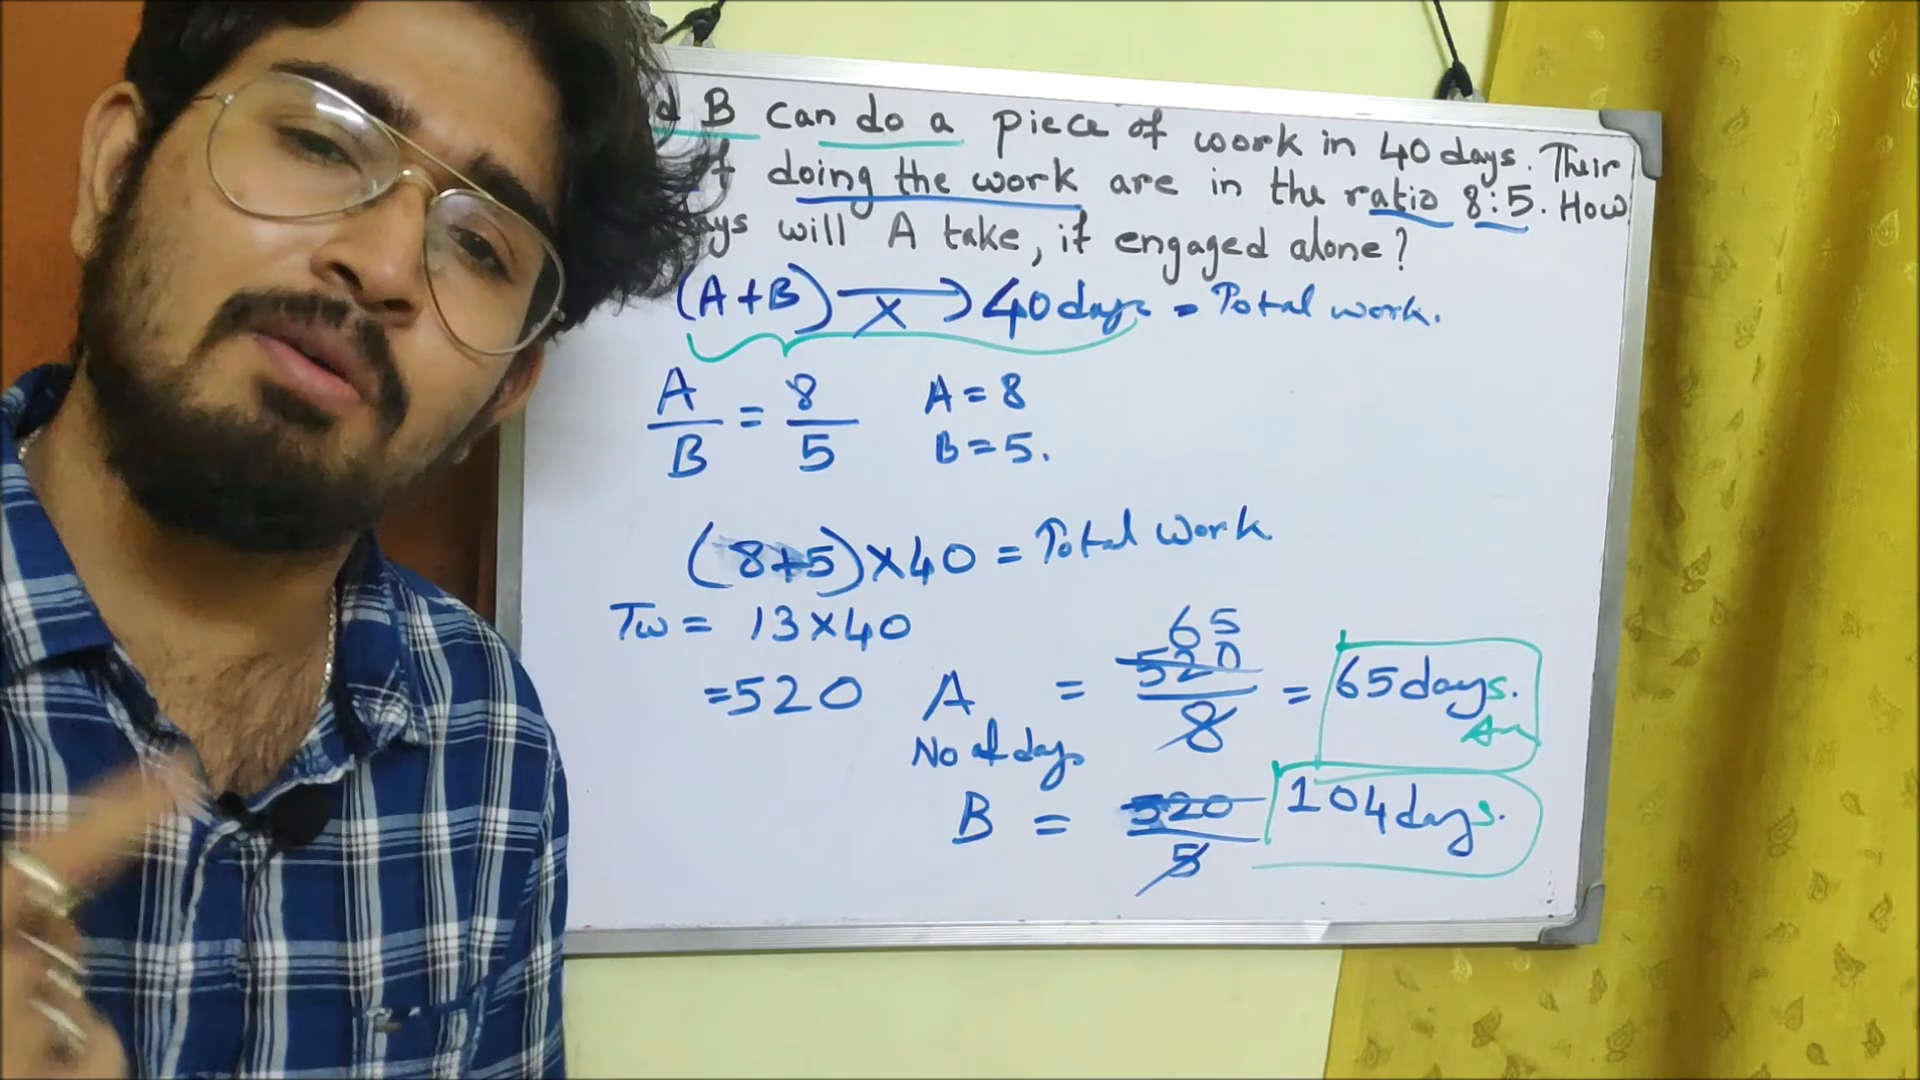 B can do a piece of work in 40 days. Their
doing the work are in the ratio 8:5. How
will A take, if engaged alone?
(A+B) X → 40 days = Total work.
A/B = 8/5 A = 8
B = 5.
(8+5)×40 = Total Work
Tw = 13×40
=520
65
A = 520/8 = 65 days.
No of days
B = 520/5 104 days.